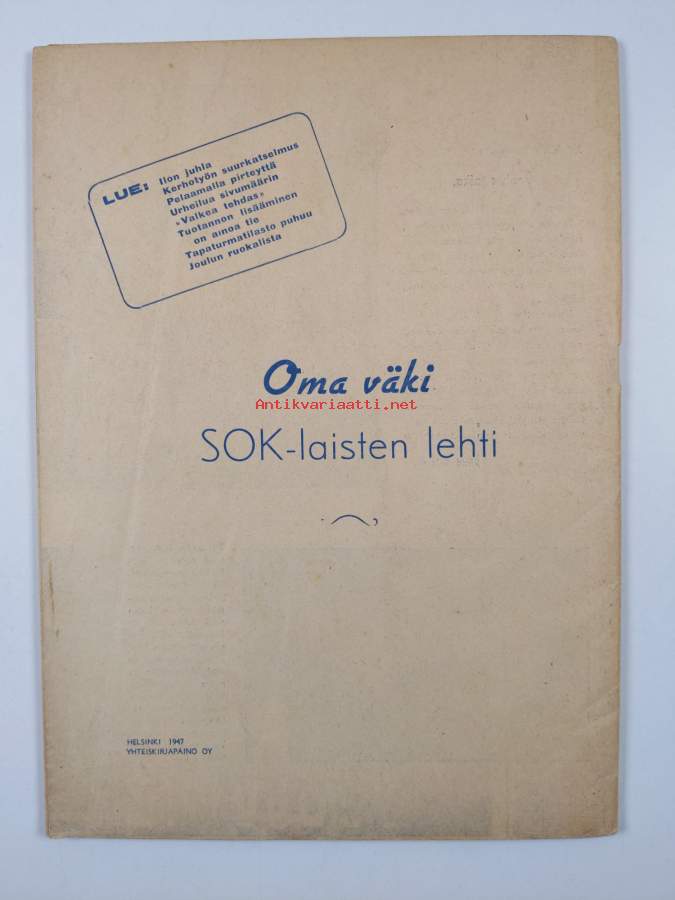 LUE: Ilon juhla
Kerhotyön suurkatselmus
Pelaamalla pirteyttä
Urheilua sivumäärin
»Valkea tehdas»
Tuotannon lisääminen
on ainoa tie
Tapaturmatilasto puhuu
Joulun ruokalista
Oma väki
Antikvariaatti.net
SOK-laisten lehti
HELSINKI 1947
YHTEISKIRJAPAINO OY